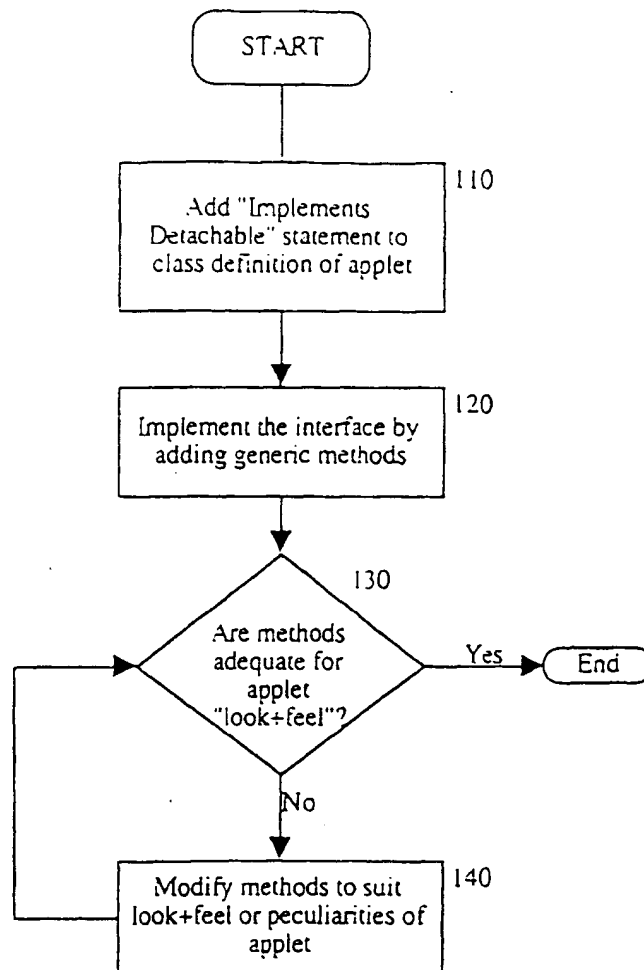 START
110
Add "Implements
Detachable" statement to
class definition of applet
120
Implement the interface by
adding generic methods
130
Are methods
adequate for
applet
"look+feel"?
Yes
End
No
140
Modify methods to suit
look+feel or peculiarities of
applet